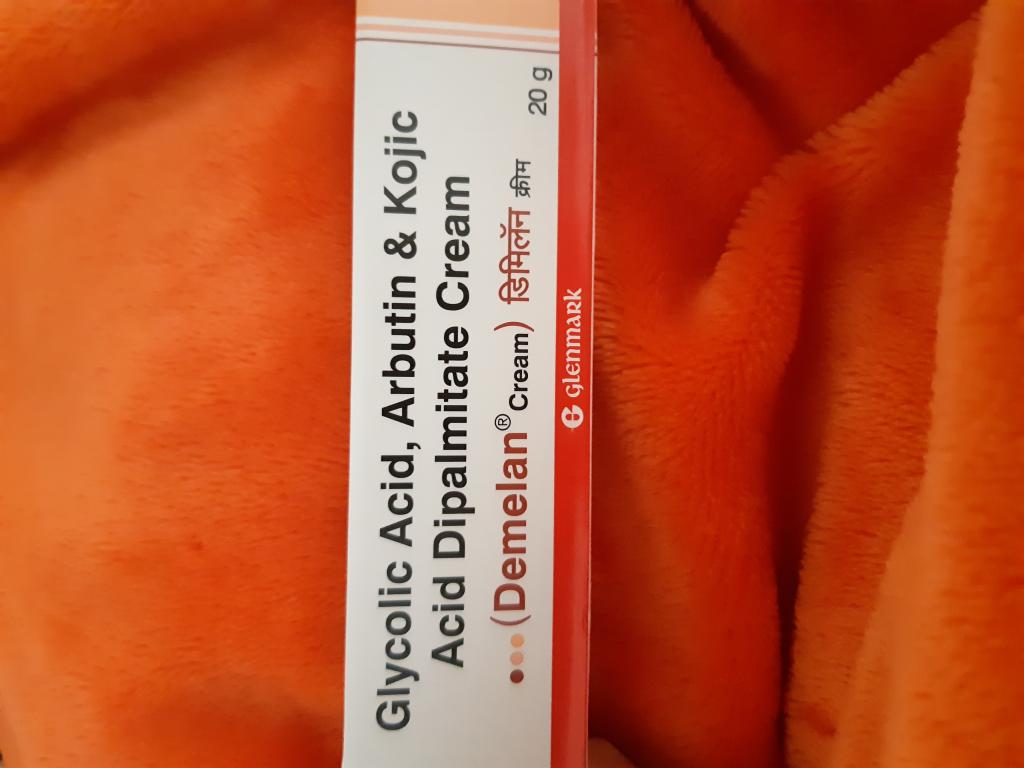 Glycolic Acid, Arbutin & Kojic
Acid Dipalmitate Cream
(Demelan® Cream) डिमिलॅन क्रीम 20 g
glenmark